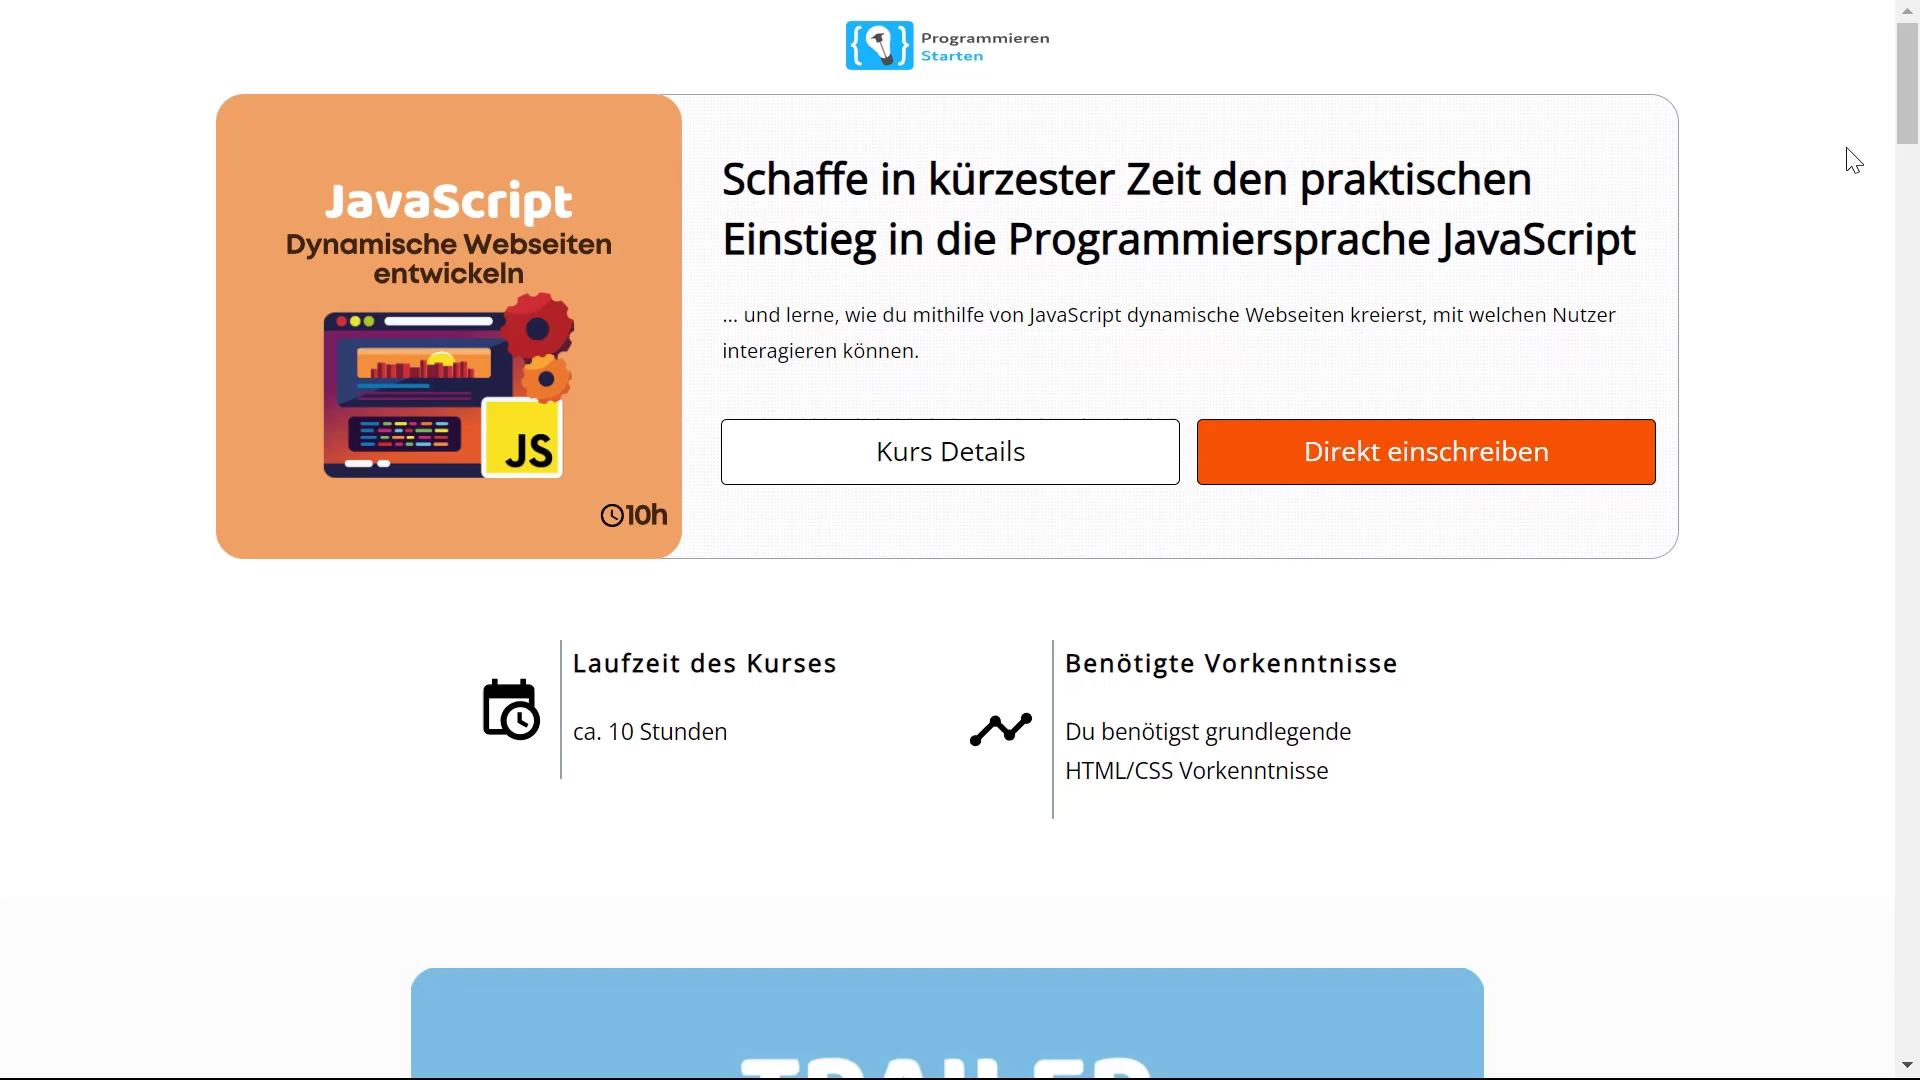 Programmieren
Starten
JavaScript
Dynamische Webseiten
entwickeln
JS
10h
Schaffe in kürzester Zeit den praktischen
Einstieg in die Programmiersprache JavaScript
... und lerne, wie du mithilfe von JavaScript dynamische Webseiten kreierst, mit welchen Nutzer
interagieren können.
Kurs Details
Direkt einschreiben
Laufzeit des Kurses
ca. 10 Stunden
Benötigte Vorkenntnisse
Du benötigst grundlegende
HTML/CSS Vorkenntnisse
TRAILER